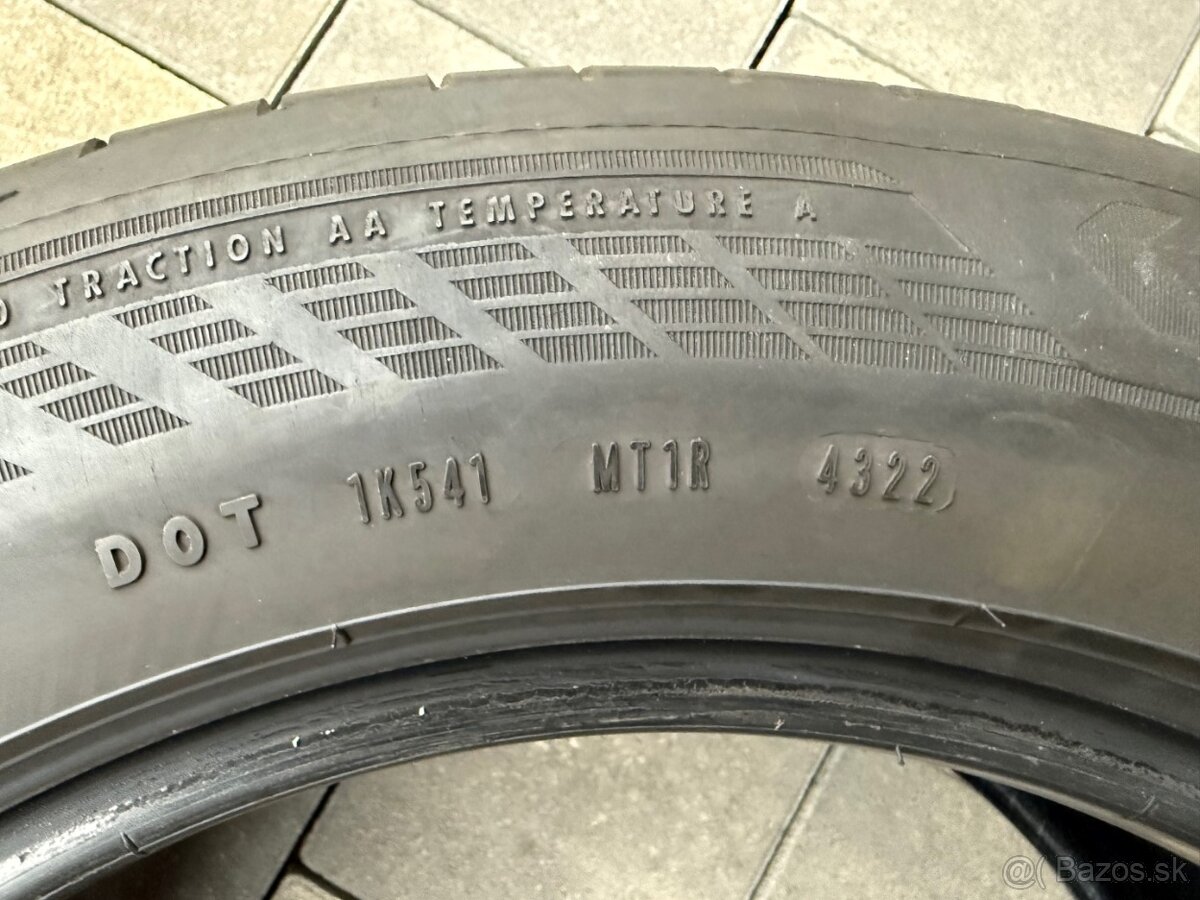 TRACTION AA TEMPERATURE A
DOT 1K541 MT1R 4322
@( Bazos.sk